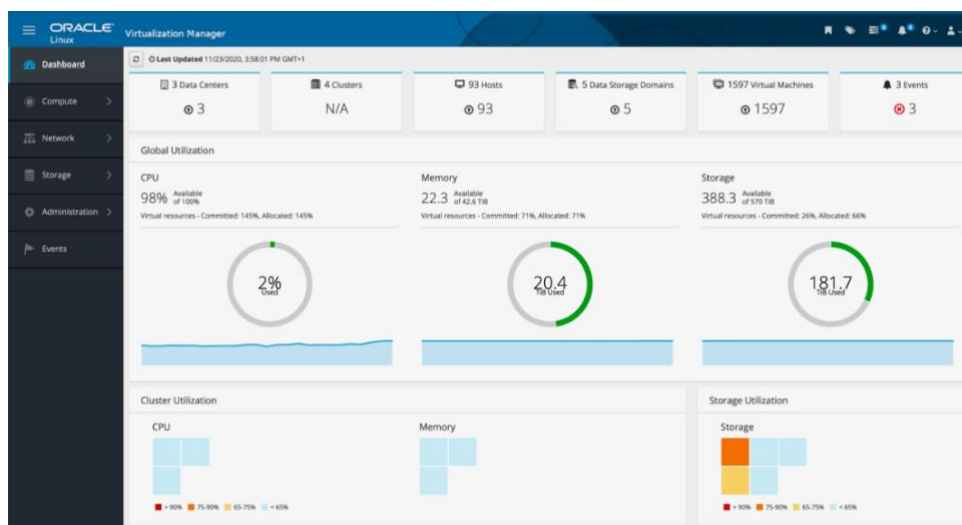 ORACLE
Linux
Virtualization Manager
Dashboard
Compute
Network
Storage
Administration
Events
Last Updated 11/23/2020, 3:58:01 PM GMT+1
3 Data Centers
3
4 Clusters
N/A
93 Hosts
93
5 Data Storage Domains
5
1597 Virtual Machines
1597
3 Events
3
Global Utilization
CPU
98% Available
of 100%
Virtual resources - Committed: 145%, Allocated: 145%
2%
Used
Memory
22.3 Available
of 42.6 TiB
Virtual resources - Committed: 71%, Allocated: 71%
20.4
TiB Used
Storage
388.3 Available
of 570 TiB
Virtual resources - Committed: 26%, Allocated: 66%
181.7
TiB Used
Cluster Utilization
CPU
Memory
> 90% 75-90% 65-75% < 65%
Storage Utilization
Storage
> 90% 75-90% 65-75% < 65%